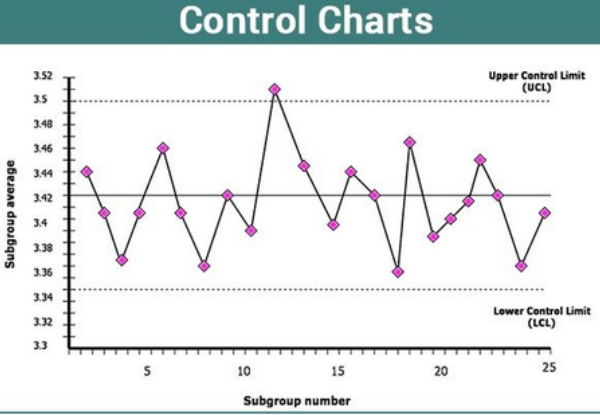 Control Charts
3.52
3.5
3.48
3.46
3.44
3.42
3.4
3.38
3.36
3.34
3.32
3.3
Subgroup average
Upper Control Limit
(UCL)
Lower Control Limit
(LCL)
5
10
15
20
25
Subgroup number